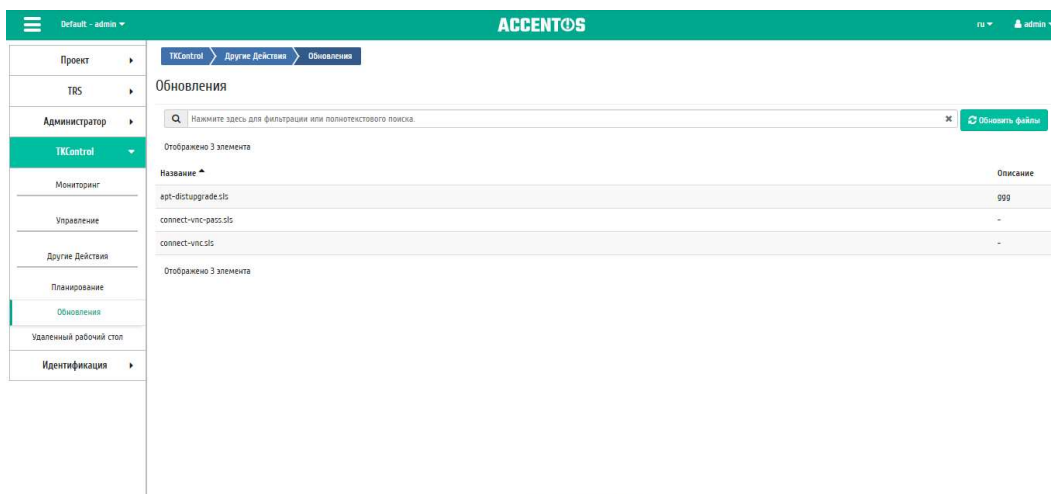 Default - admin
ACCENTOS
ru
admin
Проект
TRS
Администратор
TKControl
Мониторинг
Управление
Другие Действия
Планирование
Обновления
Удаленный рабочий стол
Идентификация
TKControl
Другие Действия
Обновления
Обновления
Нажмите здесь для фильтрации или полнотекстового поиска.
Обновить файлы
Отображено 3 элемента
Название
Описание
apt-distupgrade.sls
ggg
connect-vnc-pass.sls
-
connect-vnc.sls
-
Отображено 3 элемента